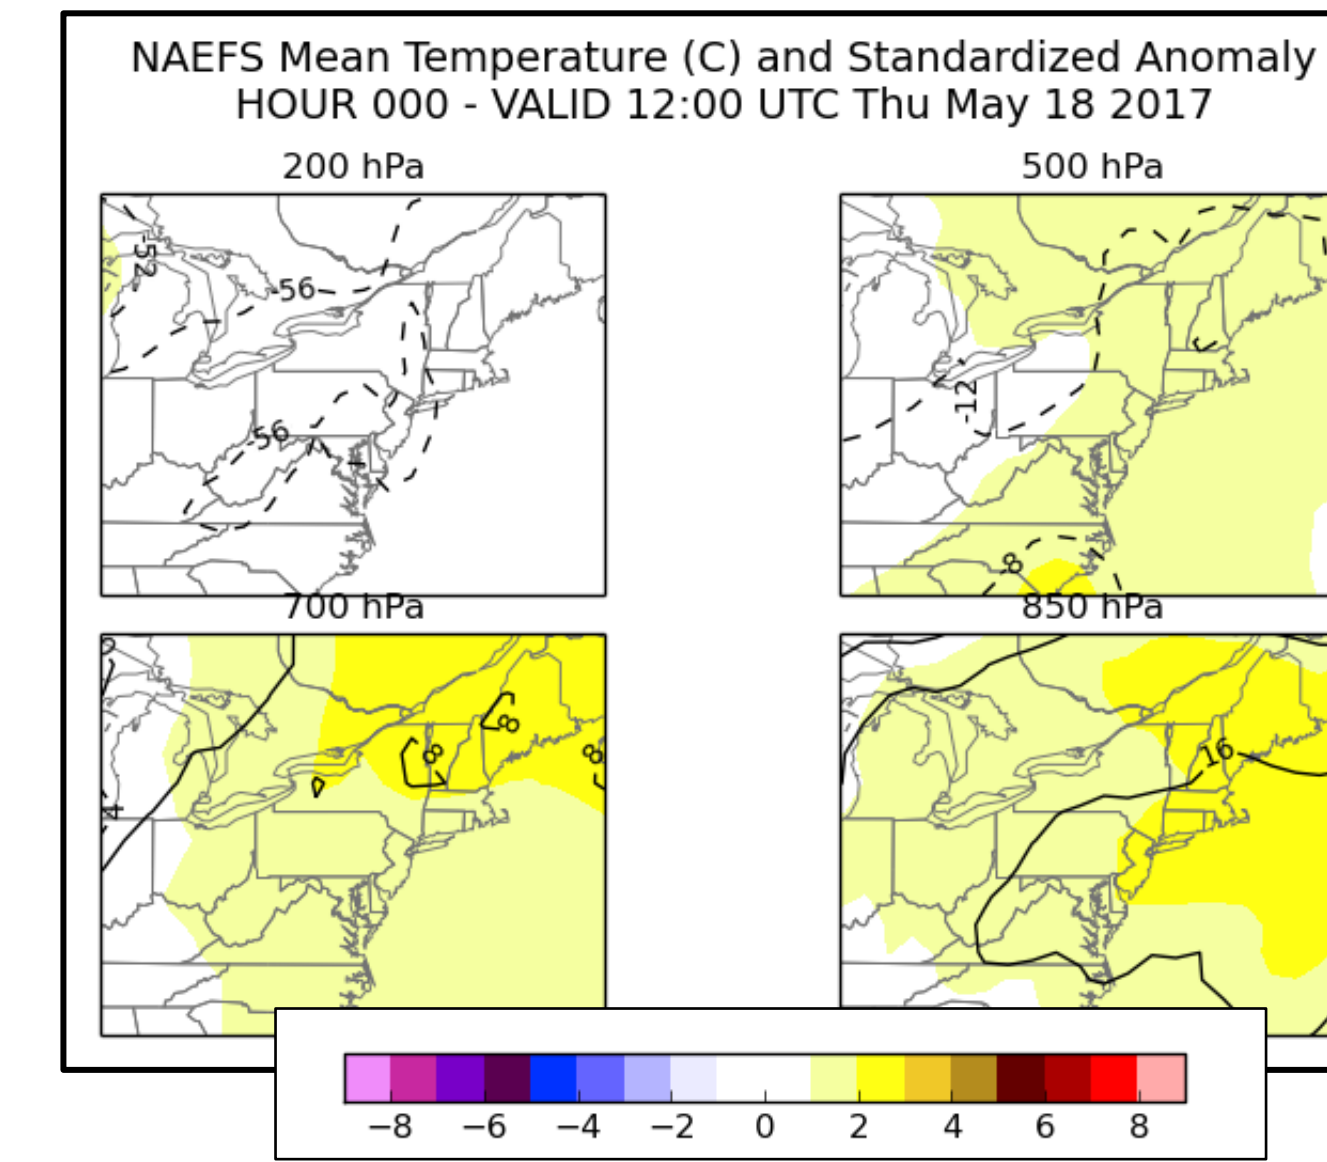 NAEFS Mean Temperature (C) and Standardized Anomaly
HOUR 000 - VALID 12:00 UTC Thu May 18 2017
200 hPa
500 hPa
-52
-56
-56
-12
-8
700 hPa
850 hPa
8
8
8
4
16
−8 −6 −4 −2 0 2 4 6 8